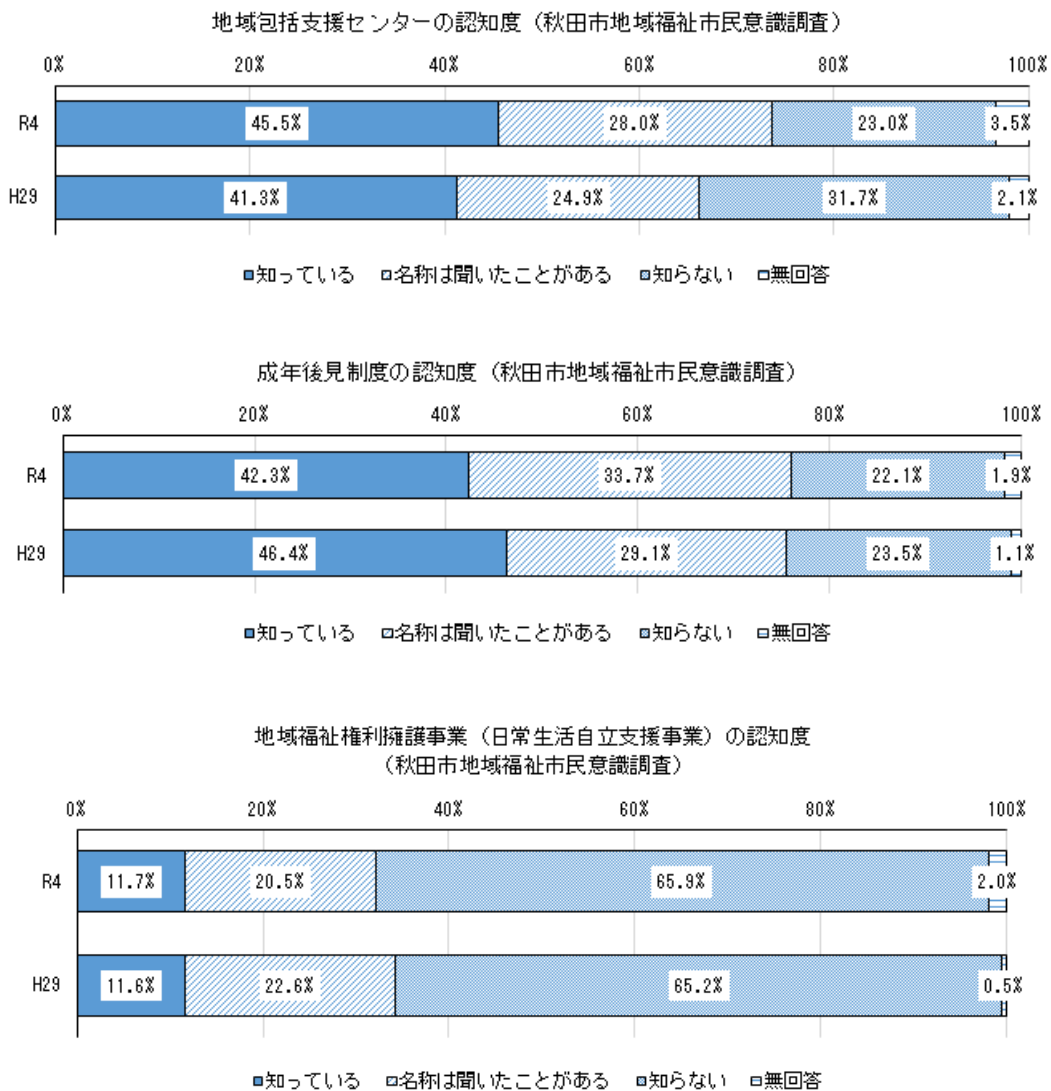 地域包括支援センターの認知度（秋田市地域福祉市民意識調査）
0% 20% 40% 60% 80% 100%
R4 45.5% 28.0% 23.0% 3.5%
H29 41.3% 24.9% 31.7% 2.1%
■知っている 名称は聞いたことがある 知らない 無回答
成年後見制度の認知度（秋田市地域福祉市民意識調査）
0% 20% 40% 60% 80% 100%
R4 42.3% 33.7% 22.1% 1.9%
H29 46.4% 29.1% 23.5% 1.1%
■知っている 名称は聞いたことがある 知らない 無回答
地域福祉権利擁護事業（日常生活自立支援事業）の認知度
（秋田市地域福祉市民意識調査）
0% 20% 40% 60% 80% 100%
R4 11.7% 20.5% 65.9% 2.0%
H29 11.6% 22.6% 65.2% 0.5%
■知っている 名称は聞いたことがある 知らない 無回答